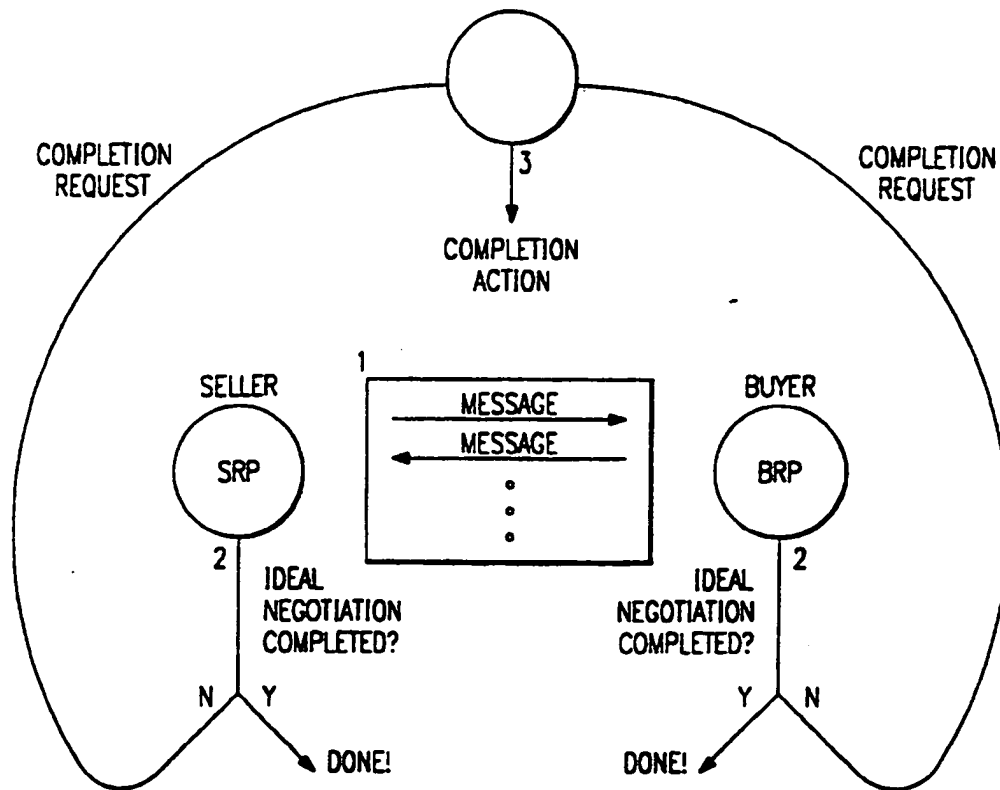 COMPLETION
REQUEST
COMPLETION
REQUEST
3
COMPLETION
ACTION
1
SELLER
BUYER
MESSAGE
MESSAGE
SRP
BRP
2
2
IDEAL
NEGOTIATION
COMPLETED?
IDEAL
NEGOTIATION
COMPLETED?
N Y
Y N
DONE!
DONE!